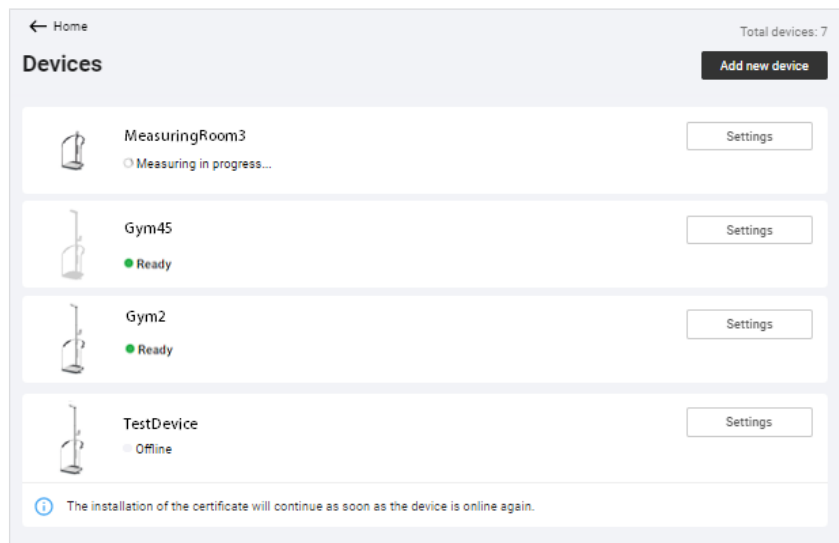 ← Home
Total devices: 7
Devices
Add new device
MeasuringRoom3
Settings
Measuring in progress...
Gym45
Settings
Ready
Gym2
Settings
Ready
TestDevice
Settings
Offline
The installation of the certificate will continue as soon as the device is online again.